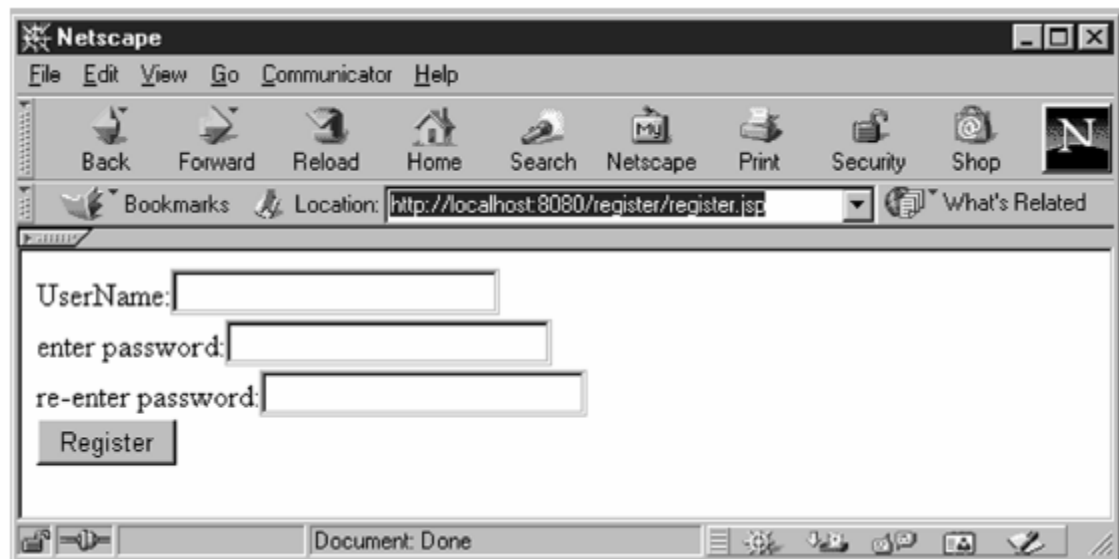 Netscape
File Edit View Go Communicator Help
Back Forward Reload Home Search My Netscape Print Security Shop N
Bookmarks Location: http://localhost:8080/register/register.jsp What's Related
UserName:
enter password:
re-enter password:
Register
Document: Done